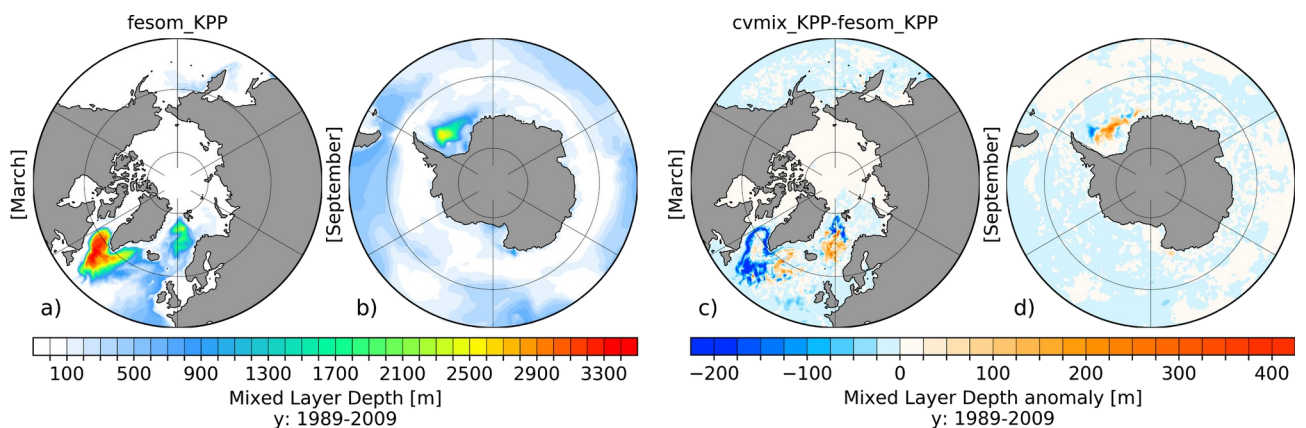 fesom_KPP
cvmix_KPP-fesom_KPP
[March]
[September]
[March]
[September]
a)
b)
c)
d)
100 500 900 1300 1700 2100 2500 2900 3300
Mixed Layer Depth [m]
y: 1989-2009
−200 −100 0 100 200 300 400
Mixed Layer Depth anomaly [m]
y: 1989-2009